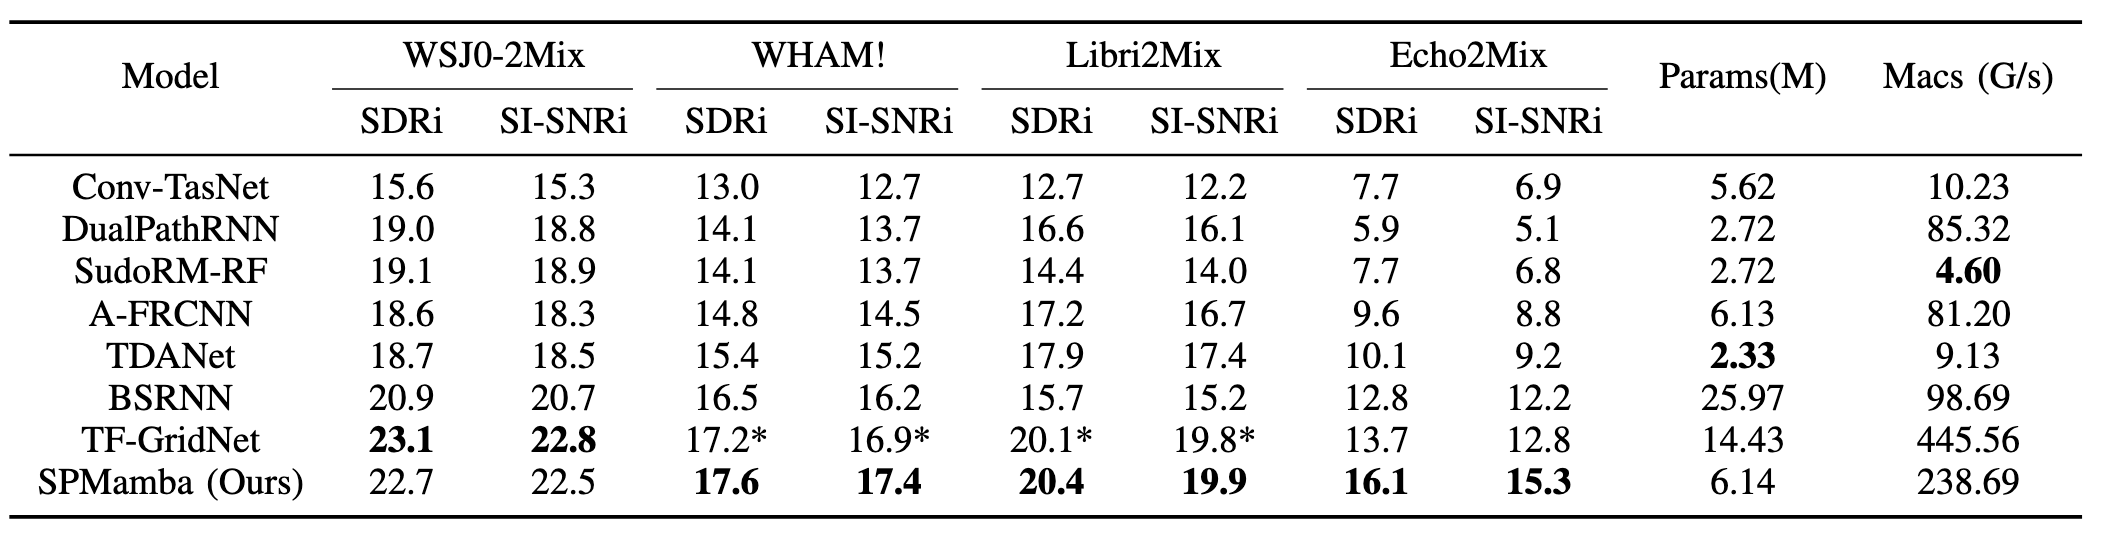 Model WSJ0-2Mix WHAM! Libri2Mix Echo2Mix Params(M) Macs (G/s)
SDRi SI-SNRi SDRi SI-SNRi SDRi SI-SNRi SDRi SI-SNRi
Conv-TasNet 15.6 15.3 13.0 12.7 12.7 12.2 7.7 6.9 5.62 10.23
DualPathRNN 19.0 18.8 14.1 13.7 16.6 16.1 5.9 5.1 2.72 85.32
SudoRM-RF 19.1 18.9 14.1 13.7 14.4 14.0 7.7 6.8 2.72 4.60
A-FRCNN 18.6 18.3 14.8 14.5 17.2 16.7 9.6 8.8 6.13 81.20
TDANet 18.7 18.5 15.4 15.2 17.9 17.4 10.1 9.2 2.33 9.13
BSRNN 20.9 20.7 16.5 16.2 15.7 15.2 12.8 12.2 25.97 98.69
TF-GridNet 23.1 22.8 17.2* 16.9* 20.1* 19.8* 13.7 12.8 14.43 445.56
SPMamba (Ours) 22.7 22.5 17.6 17.4 20.4 19.9 16.1 15.3 6.14 238.69